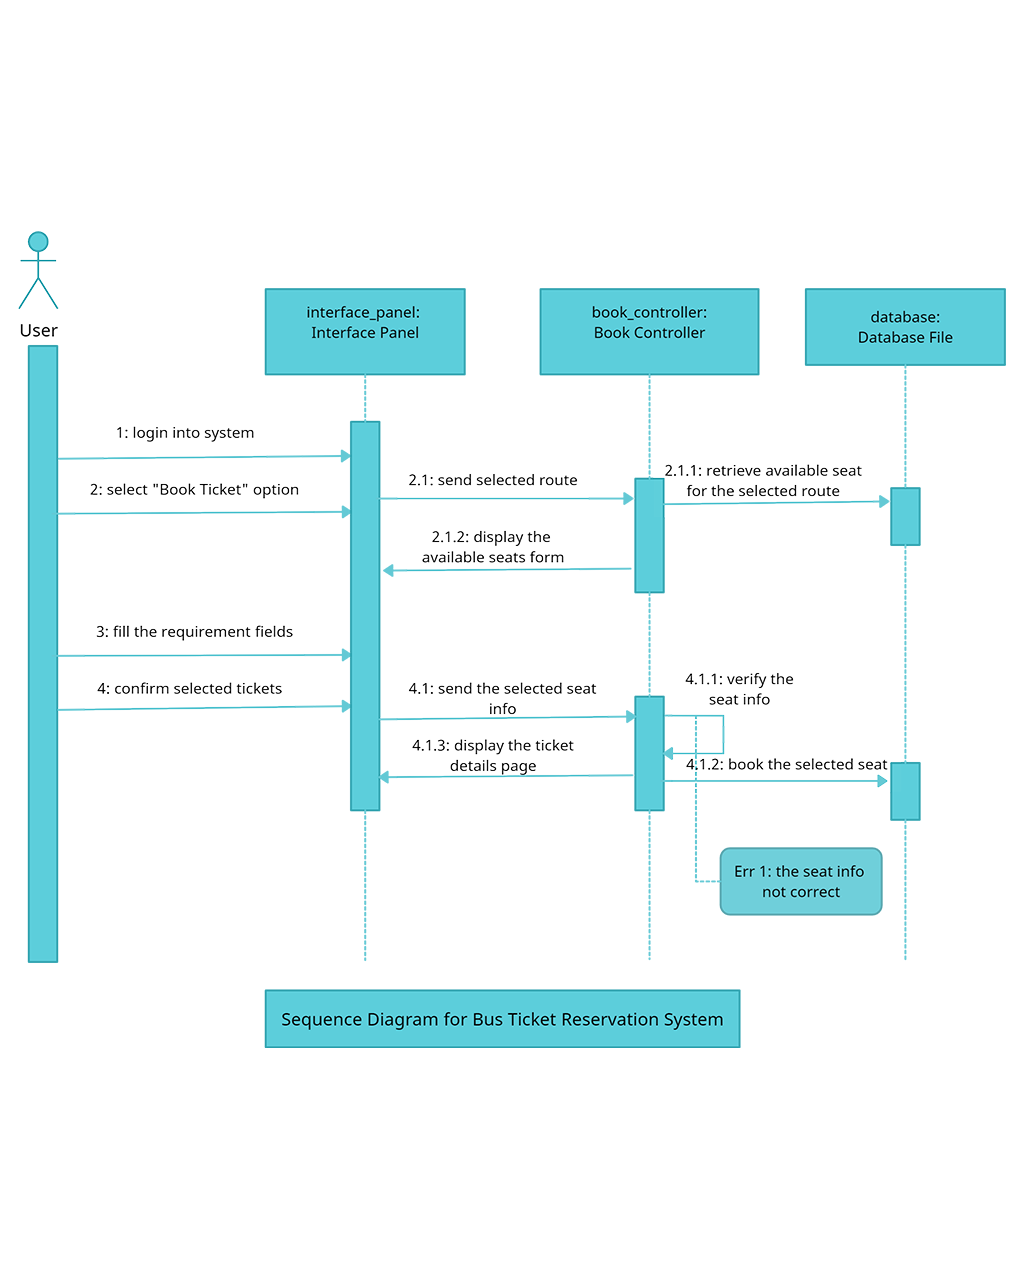 User
interface_panel:
Interface Panel
book_controller:
Book Controller
database:
Database File
1: login into system
2: select "Book Ticket" option
2.1: send selected route
2.1.1: retrieve available seat
for the selected route
2.1.2: display the
available seats form
3: fill the requirement fields
4: confirm selected tickets
4.1: send the selected seat
info
4.1.1: verify the
seat info
4.1.3: display the ticket
details page
4.1.2: book the selected seat
Err 1: the seat info
not correct
Sequence Diagram for Bus Ticket Reservation System